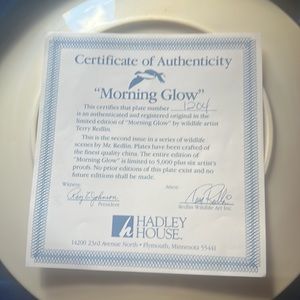 Certificate of Authenticity
"Morning Glow"
This certifies that plate number 1204
is an authenticated and registered original in the
limited edition of "Morning Glow" by wildlife artist
Terry Redlin.
This is the second issue in a series of wildlife
scenes by Mr. Redlin. Plates have been crafted of
the finest quality china. The entire edition of
"Morning Glow" is limited to 5,000 plus six artist's
proofs. No prior editions of this plate exist and no
future editions shall be made.
Witness:
Attest:
Ray E. Johnson
Terry Redlin
President
Redlin Wildlife Art Inc.
HADLEY
HOUSE
14200 23rd Avenue North • Plymouth, Minnesota 55441